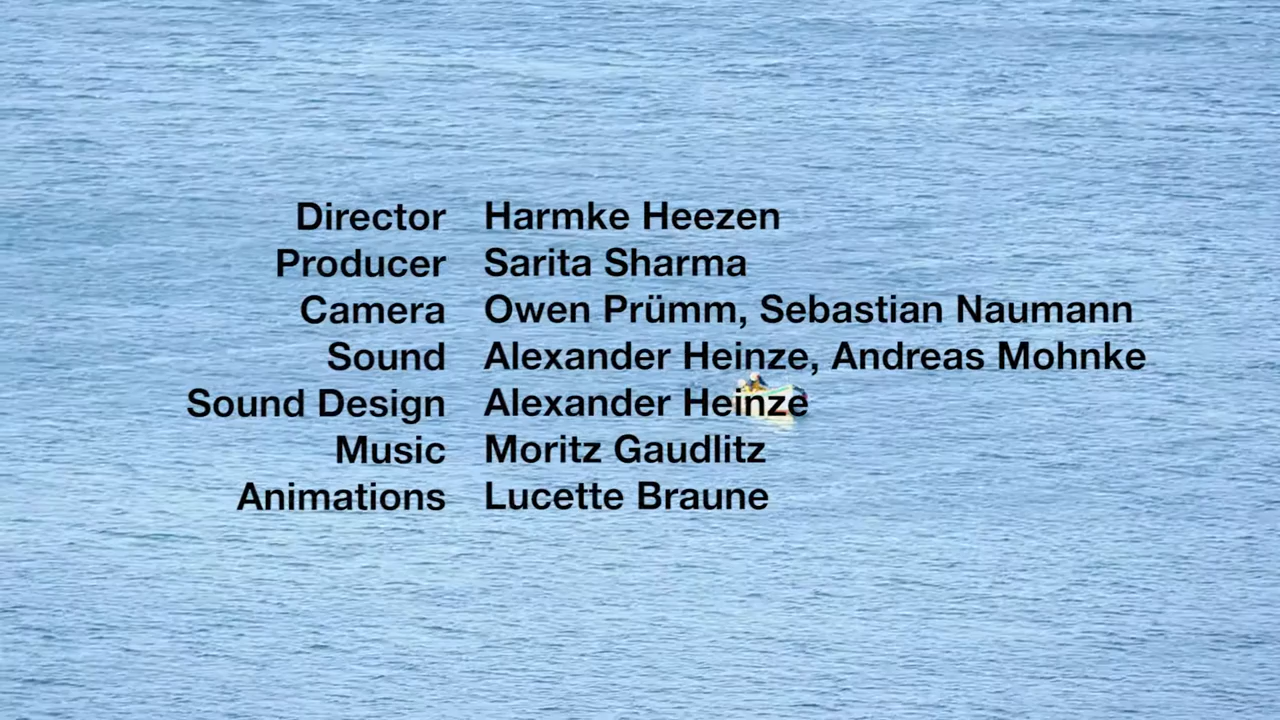 Director Harmke Heezen
Producer Sarita Sharma
Camera Owen Prümm, Sebastian Naumann
Sound Alexander Heinze, Andreas Mohnke
Sound Design Alexander Heinze
Music Moritz Gaudlitz
Animations Lucette Braune